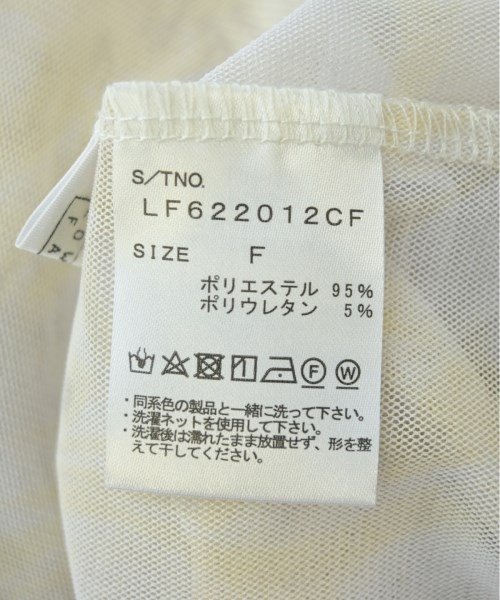 S/TNO.
LF622012CF
SIZE F
ポリエステル 95%
ポリウレタン 5%
F W
・同系色の製品と一緒に洗って下さい。
・洗濯ネットを使用して下さい。
・洗濯後は濡れたまま放置せず、形を整
えて干してください。